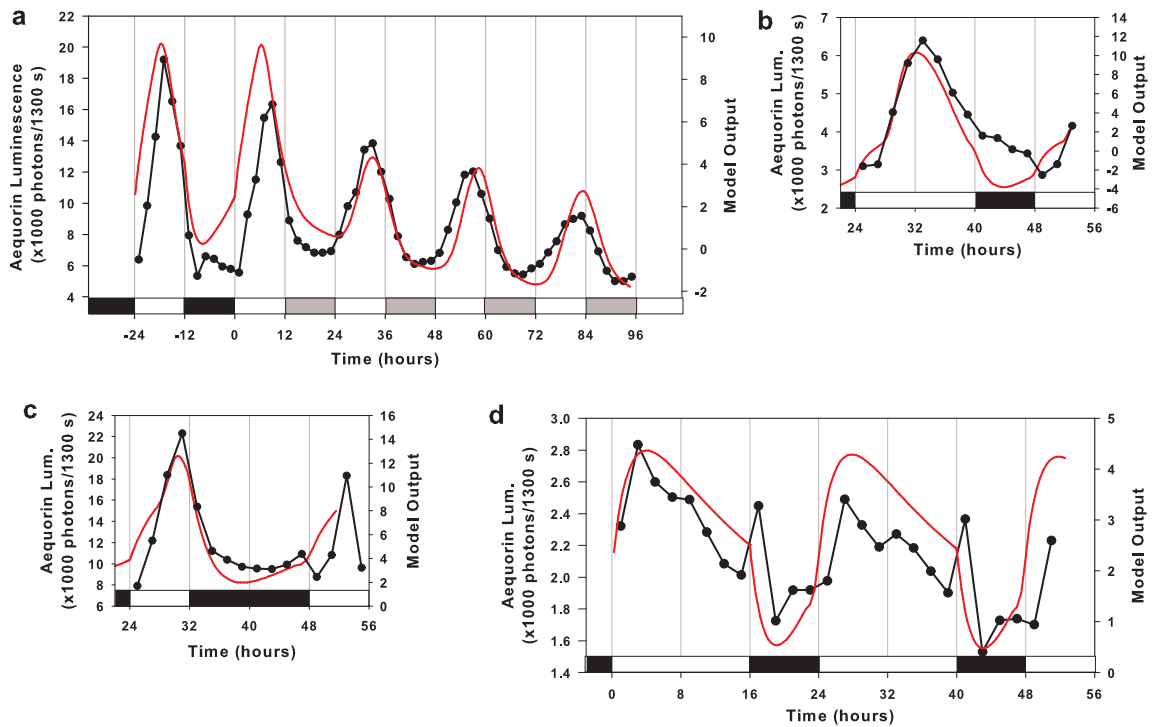 a
22
20
18
16
14
12
10
8
6
4
Aequorin Luminescence
(x1000 photons/1300 s)
10
8
6
4
2
0
-2
Model Output
-24 -12 0 12 24 36 48 60 72 84 96
Time (hours)
b
7
6
5
4
3
2
Aequorin Lum.
(x1000 photons/1300 s)
14
12
10
8
6
4
2
0
-2
-4
-6
Model Output
24 32 40 48 56
Time (hours)
c
24
22
20
18
16
14
12
10
8
6
Aequorin Lum.
(x1000 photons/1300 s)
16
14
12
10
8
6
4
2
0
Model Output
24 32 40 48 56
Time (hours)
d
3.0
2.8
2.6
2.4
2.2
2.0
1.8
1.6
1.4
Aequorin Lum.
(x1000 photons/1300 s)
5
4
3
2
1
0
Model Output
0 8 16 24 32 40 48 56
Time (hours)